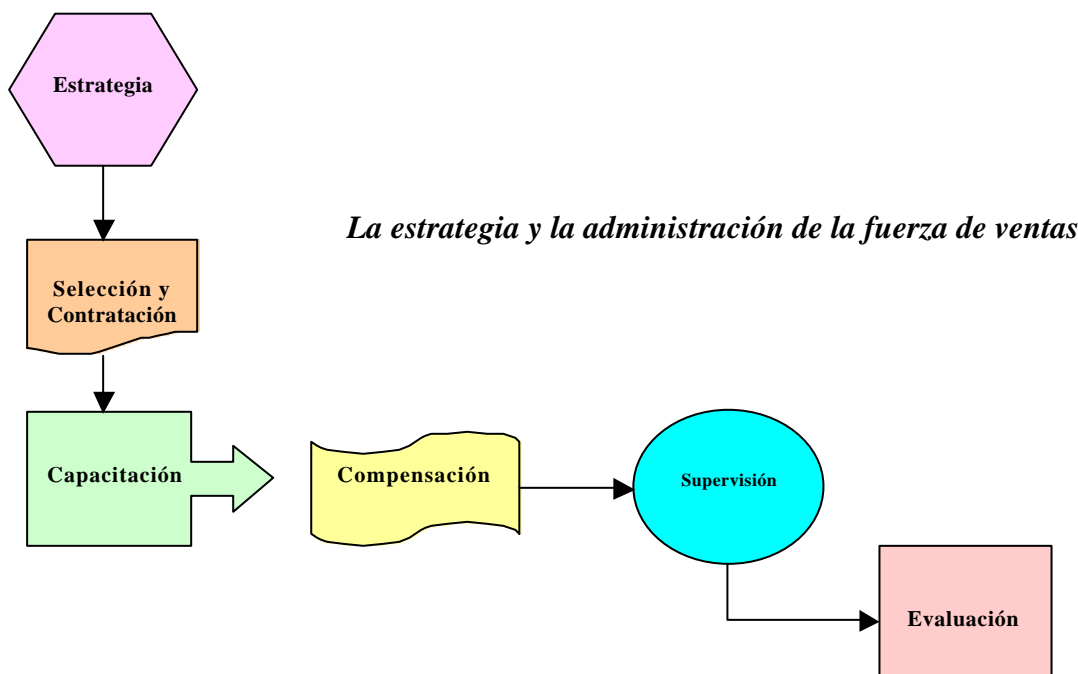 Estrategia
La estrategia y la administración de la fuerza de ventas
Selección y
Contratación
Capacitación
Compensación
Supervisión
Evaluación